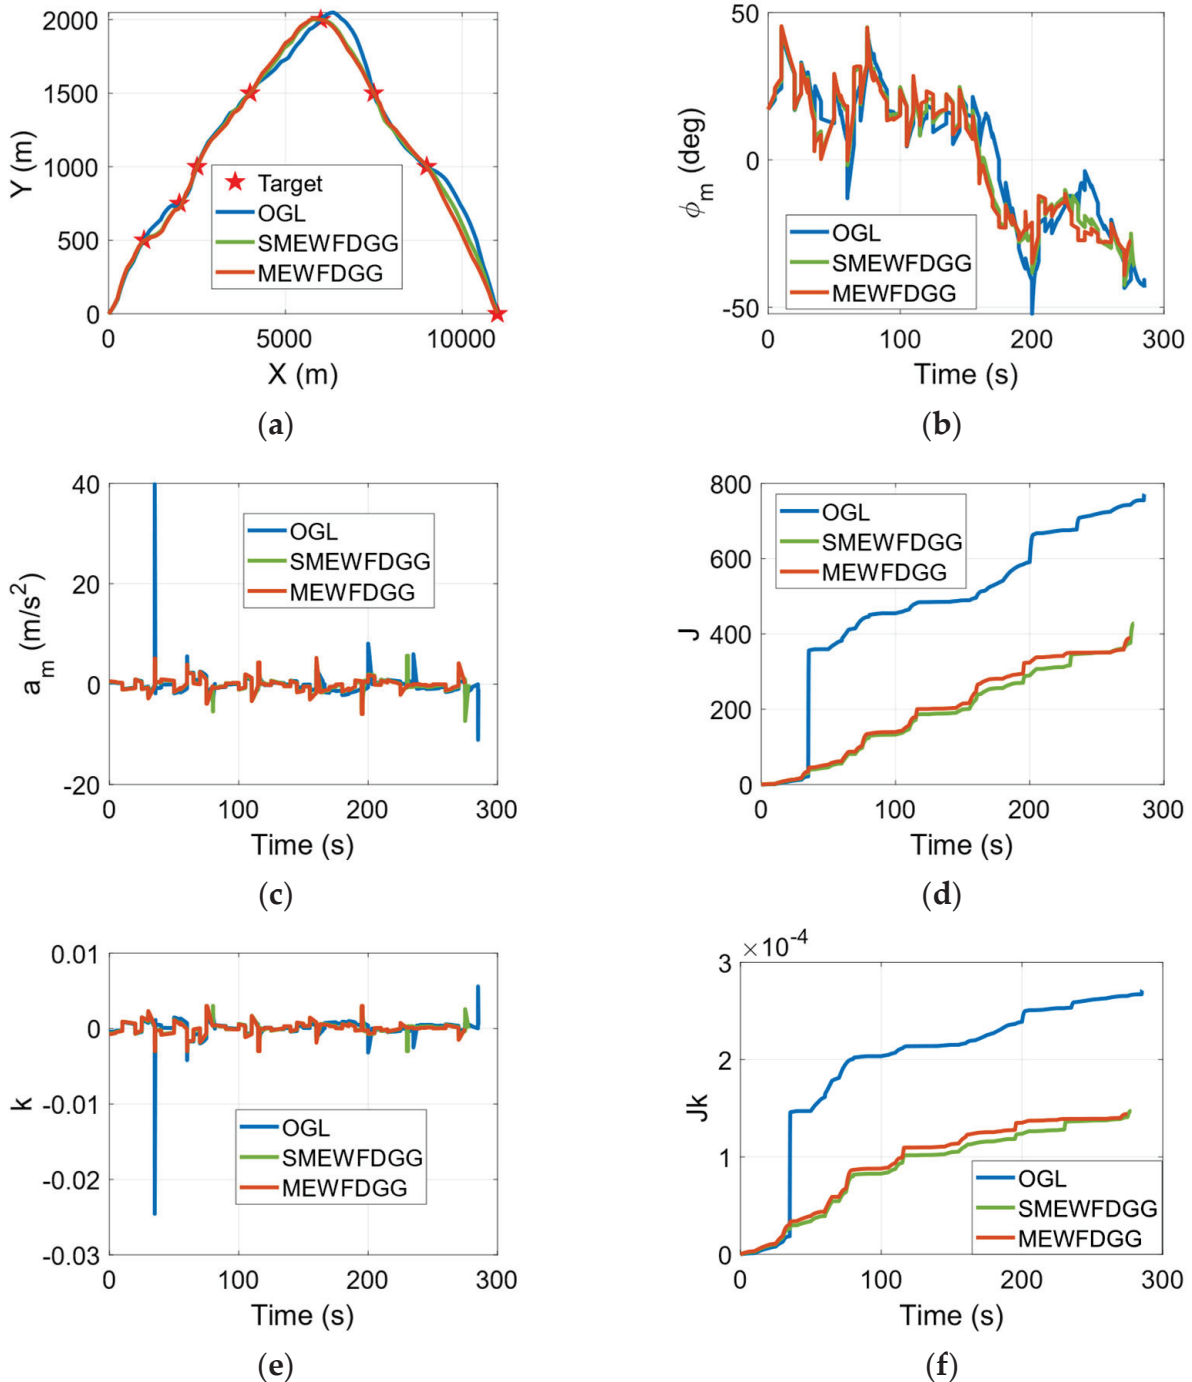 2000
1500
1000
500
0
Y (m)
Target
OGL
SMEWFDGG
MEWFDGG
0
5000
10000
X (m)
(a)
50
0
-50
ϕm (deg)
OGL
SMEWFDGG
MEWFDGG
0
100
200
300
Time (s)
(b)
40
20
0
-20
am (m/s²)
OGL
SMEWFDGG
MEWFDGG
0
100
200
300
Time (s)
(c)
800
600
400
200
0
J
OGL
SMEWFDGG
MEWFDGG
0
100
200
300
Time (s)
(d)
0.01
0
-0.01
-0.02
-0.03
k
OGL
SMEWFDGG
MEWFDGG
0
100
200
300
Time (s)
(e)
×10⁻⁴
3
2
1
0
Jk
OGL
SMEWFDGG
MEWFDGG
0
100
200
300
Time (s)
(f)